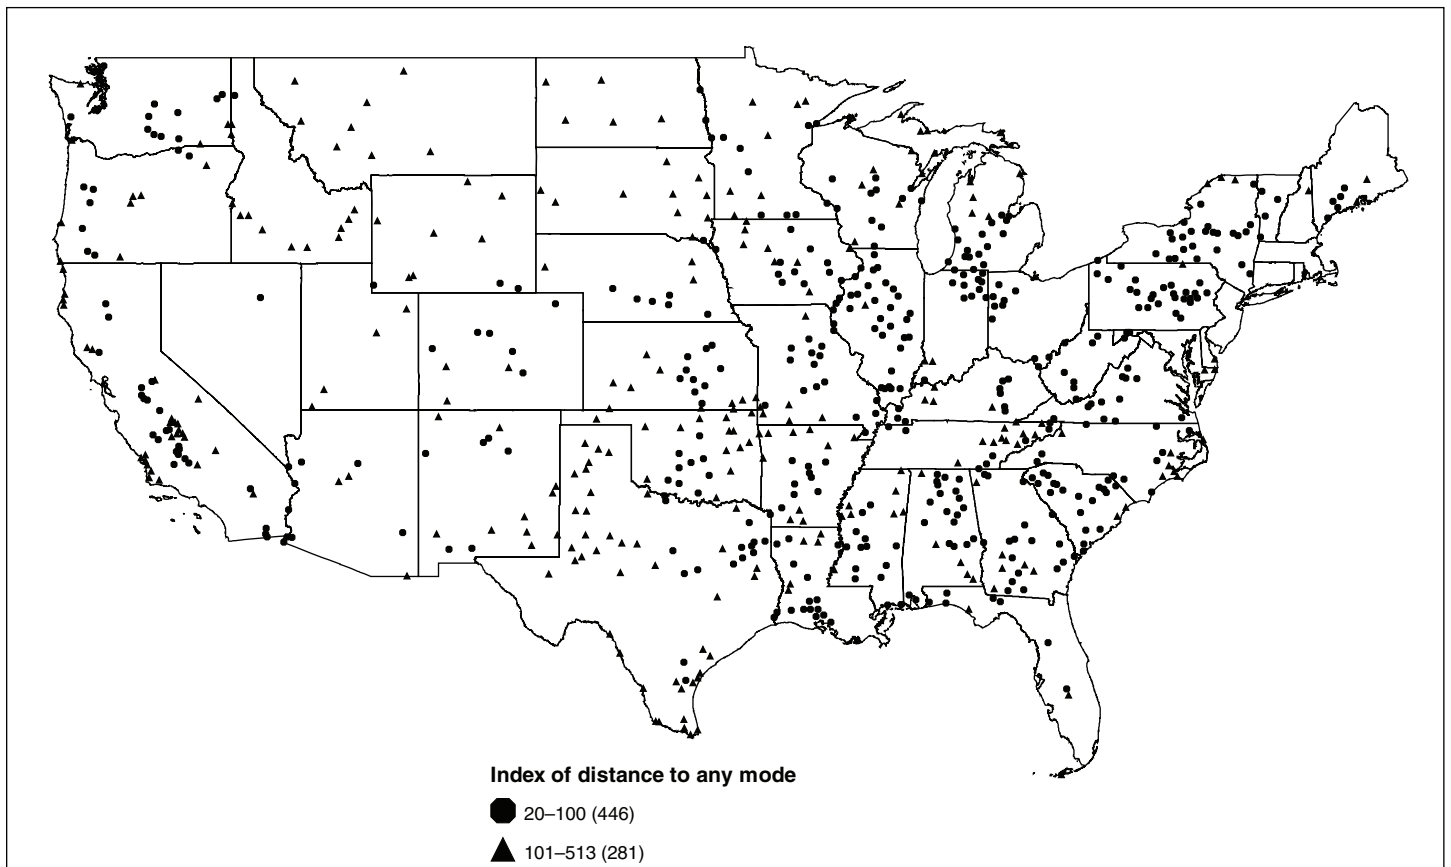 Index of distance to any mode
20–100 (446)
101–513 (281)